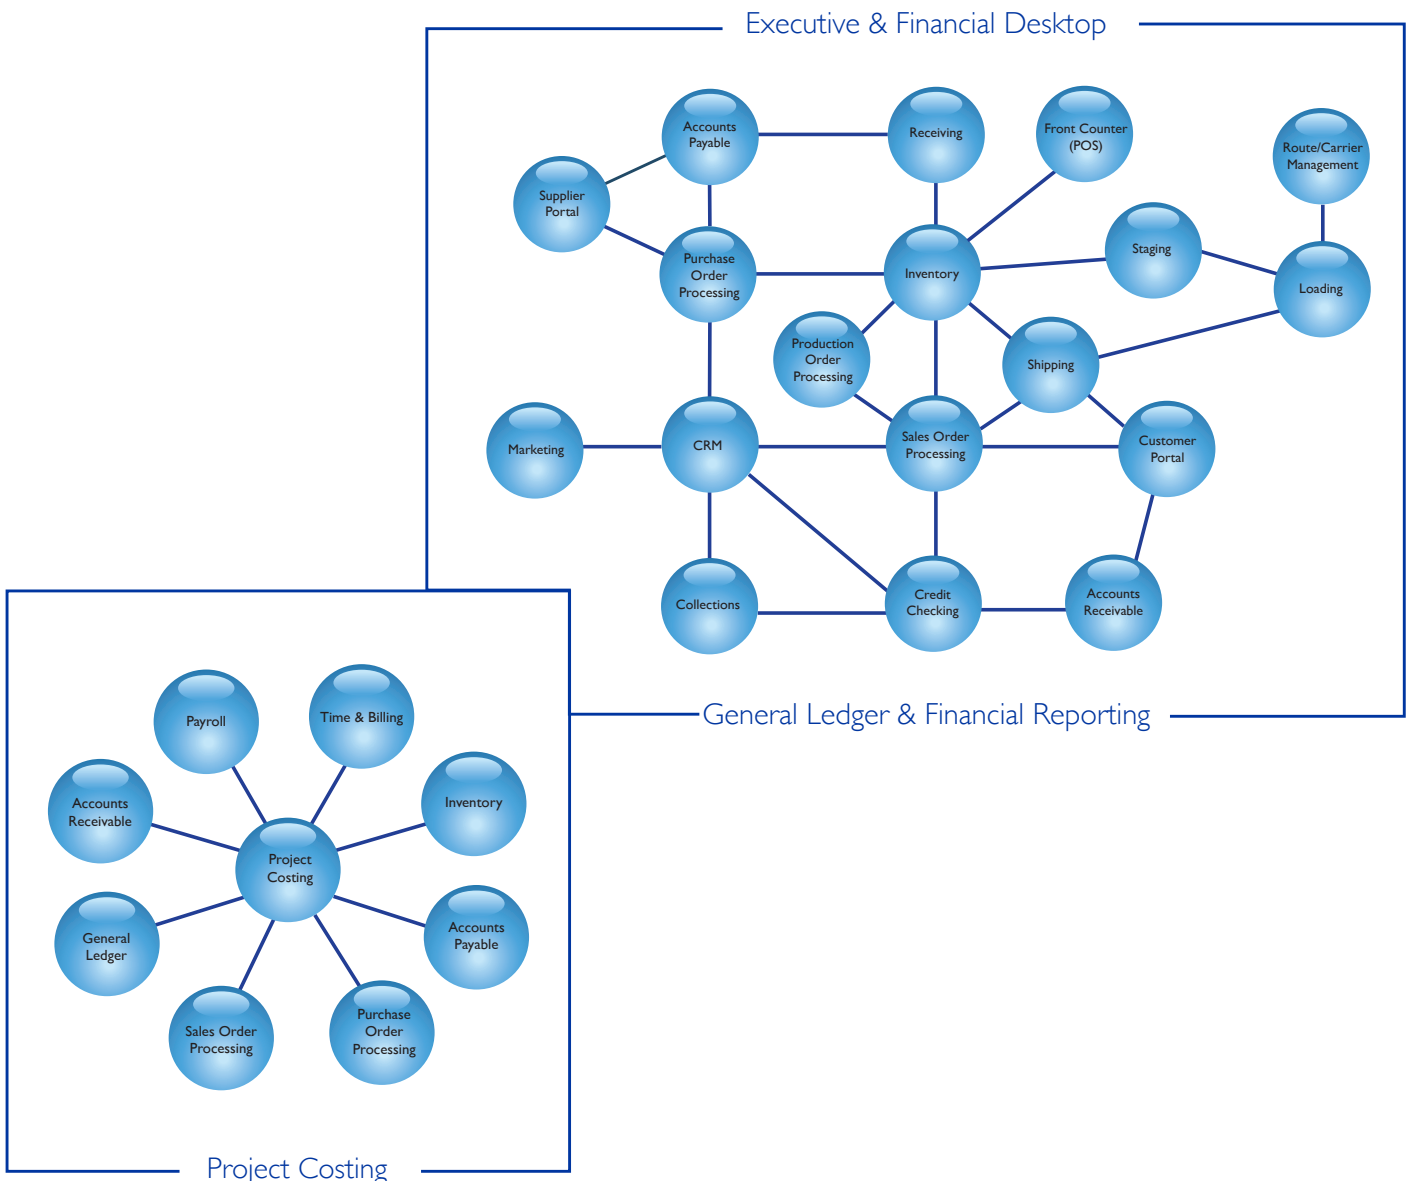 Executive & Financial Desktop
Accounts
Payable
Receiving
Front Counter
(POS)
Route/Carrier
Management
Supplier
Portal
Purchase
Order
Processing
Inventory
Staging
Loading
Production
Order
Processing
Shipping
Marketing
CRM
Sales Order
Processing
Customer
Portal
Collections
Credit
Checking
Accounts
Receivable
General Ledger & Financial Reporting
Payroll
Time & Billing
Accounts
Receivable
Inventory
Project
Costing
General
Ledger
Accounts
Payable
Sales Order
Processing
Purchase
Order
Processing
Project Costing